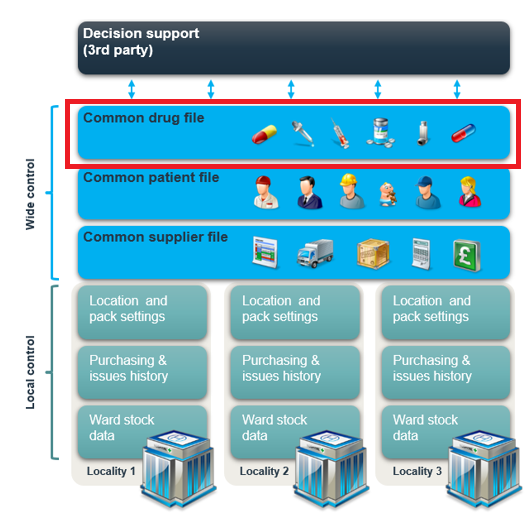 Decision support
(3rd party)
Common drug file
Common patient file
Common supplier file
£
Wide control
Local control
Location and
pack settings
Purchasing &
issues history
Ward stock
data
Locality 1
Location and
pack settings
Purchasing &
issues history
Ward stock
data
Locality 2
Location and
pack settings
Purchasing &
issues history
Ward stock
data
Locality 3